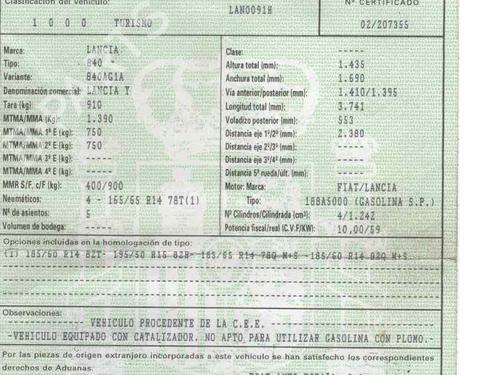 Clasificación del vehículo:
LAN0091H
Nº CERTIFICADO
1 0 0 0 TURISMO
02/Z07355
Marca: LANCIA
Tipo: 840
Variante: 840AG1A
Denominación comercial: LANCIA Y
Tara (kg) 910
MTMA/MMA (Kg): 1.390
MTMA/MMA 1º E (kg): 750
MTMA/MMA 2º E (kg): 750
MTMA/MMA 3º E (kg): -----
MTMA/MMA 4º E (kg): -----
MMR S/F, c/F (kg): 400/900
Neumáticos: 4 - 165/65 R14 78T(1)
Nº de asientos: 5
Volumen de bodega: -----
Clase: -----
Altura total (mm): 1.435
Anchura total (mm): 1.690
Vía anterior/posterior (mm): 1.410/1.395
Longitud total (mm): 3.741
Voladizo posterior (mm): 553
Distancia eje 1º/2º (mm): 2.380
Distancia eje 2º/3º (mm): -----
Distancia eje 3º/4º (mm): -----
Distancia 5ª rueda/ult. (mm): -----
Motor: Marca: FIAT/LANCIA
Tipo: 188A5000 (GASOLINA S.P.)
Nº Cilindros/Cilindrada (cm³): 4/1.242
Potencia fiscal/real (C.V.F/KW): 10,00/59
Opciones incluidas en la homologación de tipo:
(1) 185/60 R14 82T- 195/50 R15 82H- 165/65 R14 78Q M+S -185/60 R14 82Q M+S
Observaciones:
VEHICULO PROCEDENTE DE LA C.E.E.
-VEHICULO EQUIPADO CON CATALIZADOR. NO APTO PARA UTILIZAR GASOLINA CON PLOMO.-
Por las piezas de origen extranjero incorporadas a este vehículo se han satisfecho los correspondientes
derechos de Aduanas.